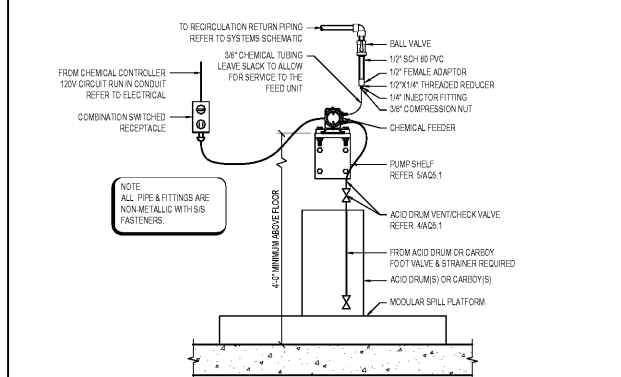 TO RECIRCULATION RETURN PIPING
REFER TO SYSTEMS SCHEMATIC
3/8" CHEMICAL TUBING
LEAVE SLACK TO ALLOW
FOR SERVICE TO THE
FEED UNIT
FROM CHEMICAL CONTROLLER
120V CIRCUIT RUN IN CONDUIT
REFER TO ELECTRICAL
COMBINATION SWITCHED
RECEPTACLE
BALL VALVE
1/2" SCH 80 PVC
1/2" FEMALE ADAPTOR
1/2"X1/4" THREADED REDUCER
1/4" INJECTOR FITTING
3/8" COMPRESSION NUT
CHEMICAL FEEDER
PUMP SHELF
REFER 5/AQ5.1
NOTE
ALL PIPE & FITTINGS ARE
NON-METALLIC WITH S/S
FASTENERS.
4'-0" MINIMUM ABOVE FLOOR
ACID DRUM VENT/CHECK VALVE
REFER 4/AQ5.1
FROM ACID DRUM OR CARBOY
FOOT VALVE & STRAINER REQUIRED
ACID DRUM(S) OR CARBOY(S)
MODULAR SPILL PLATFORM